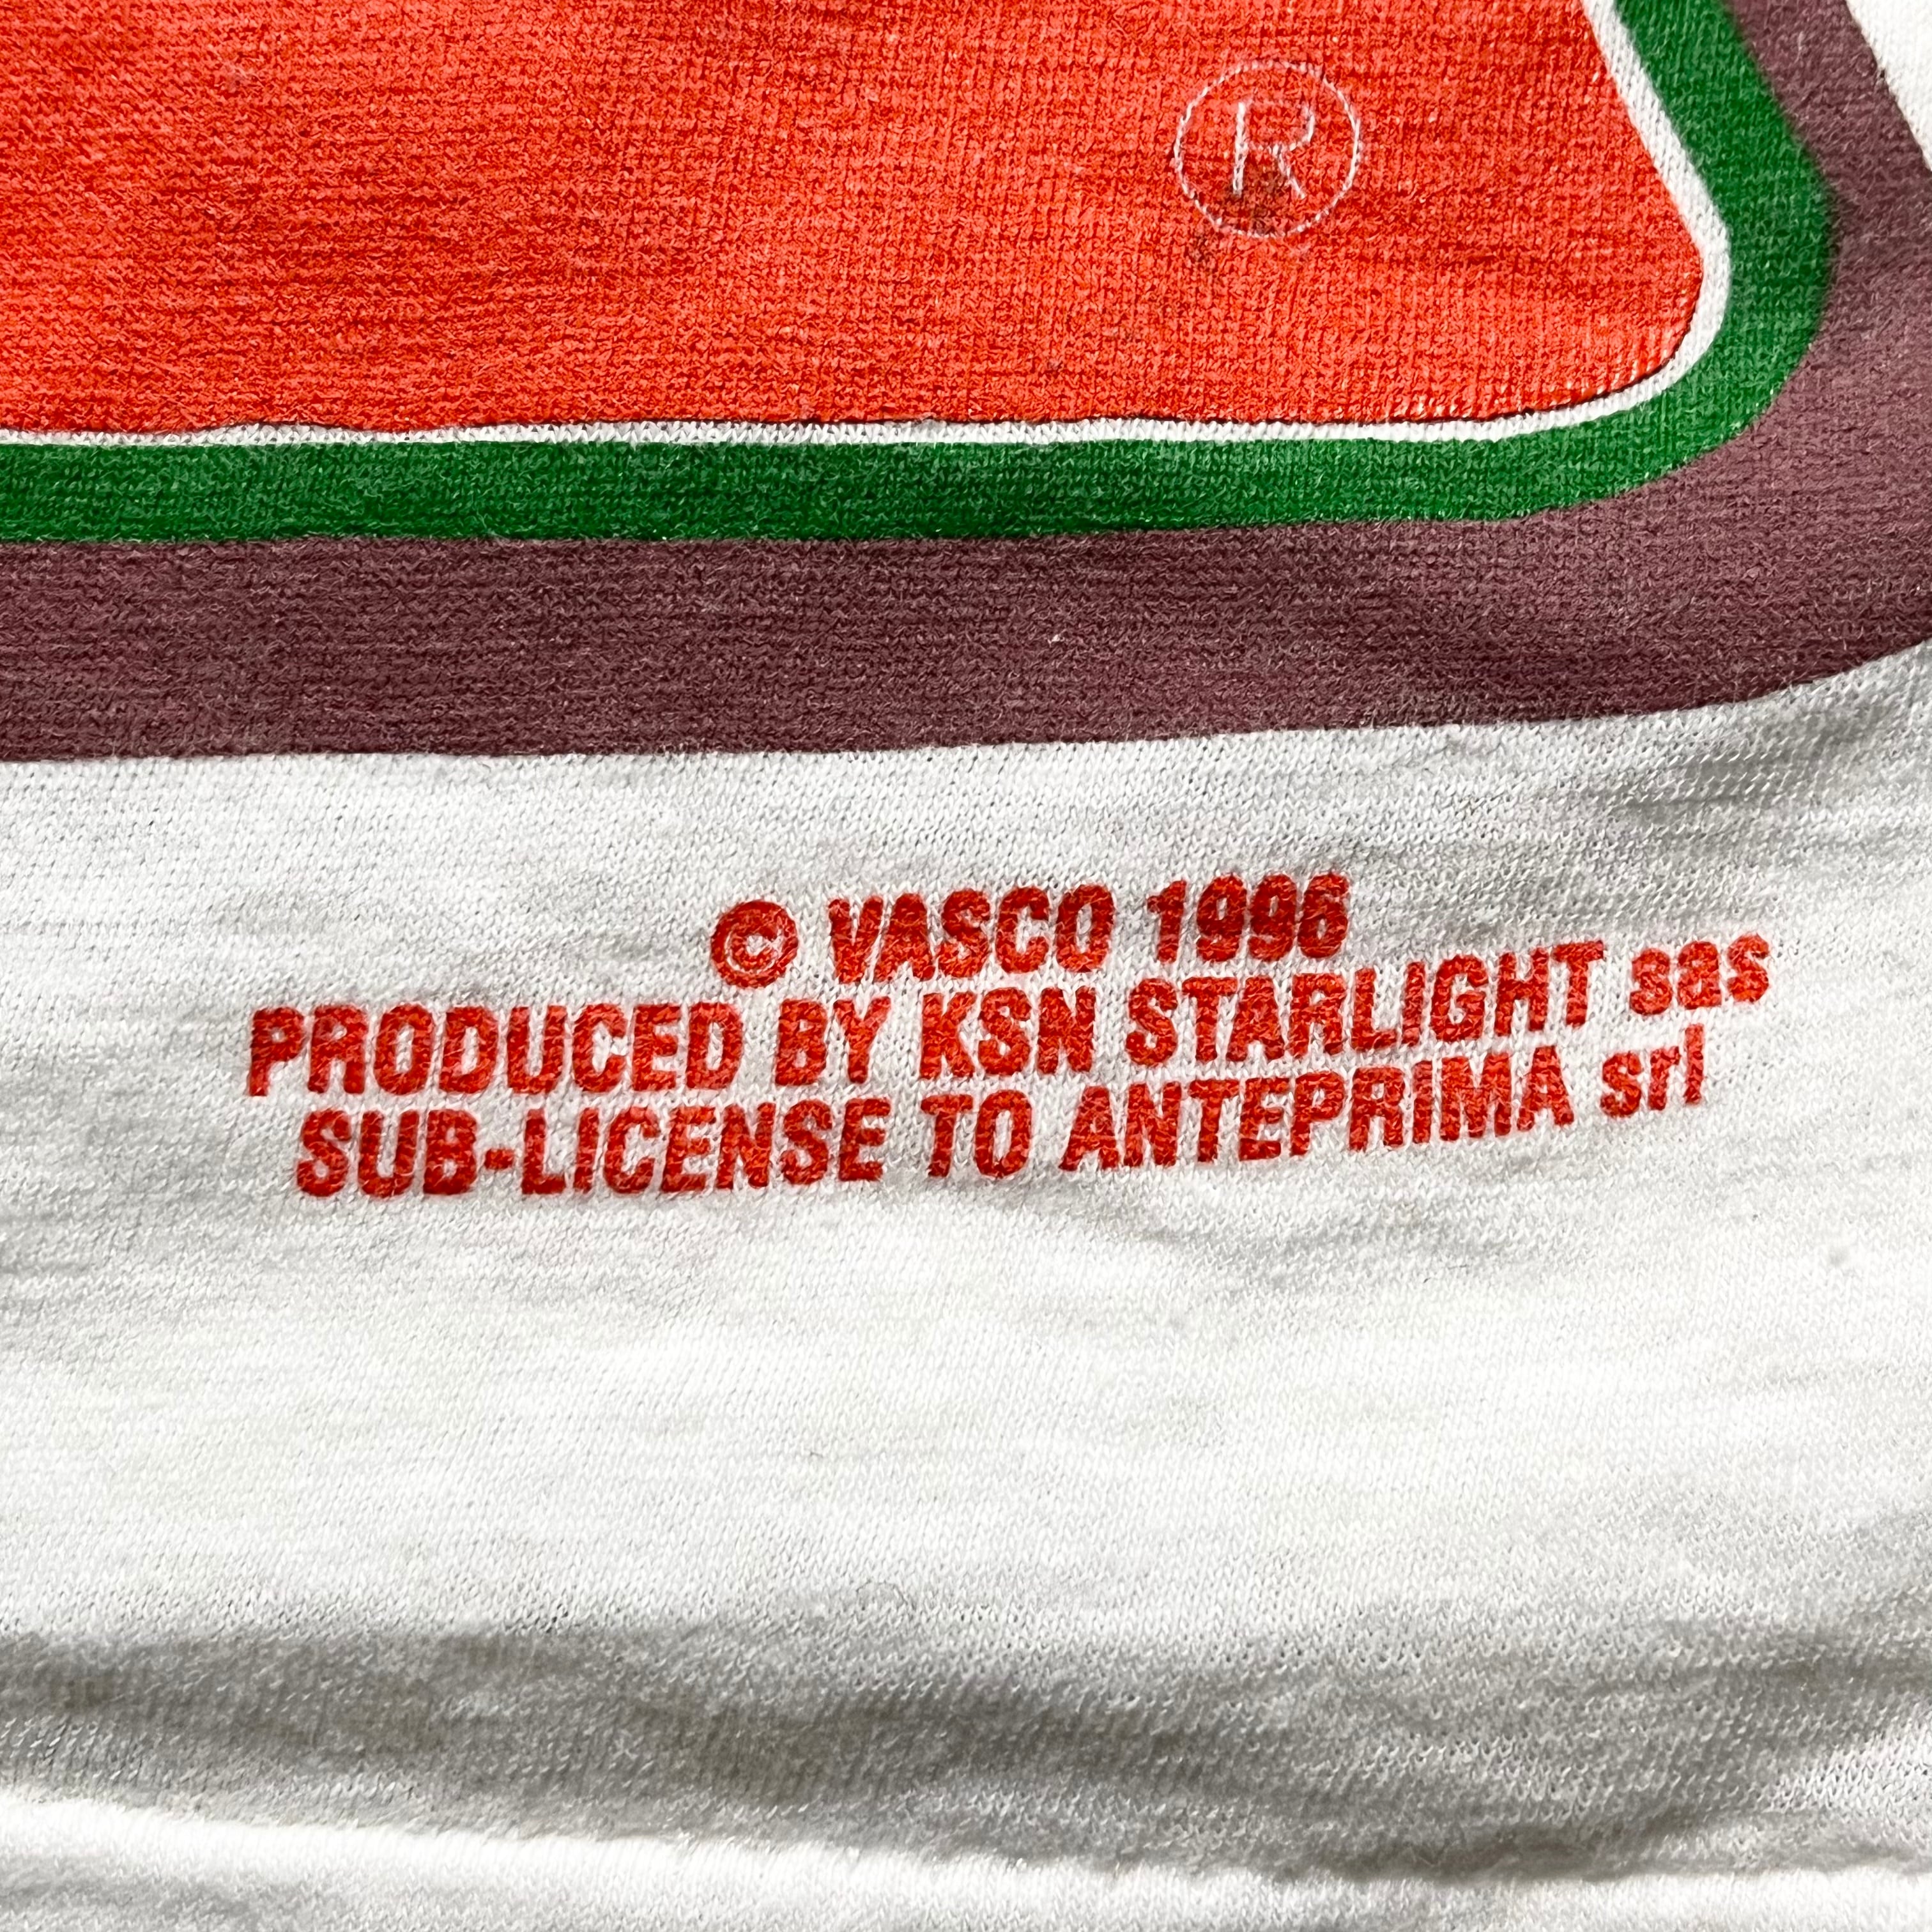 ®
© VASCO 1996
PRODUCED BY KSN STARLIGHT sas
SUB-LICENSE TO ANTEPRIMA srl